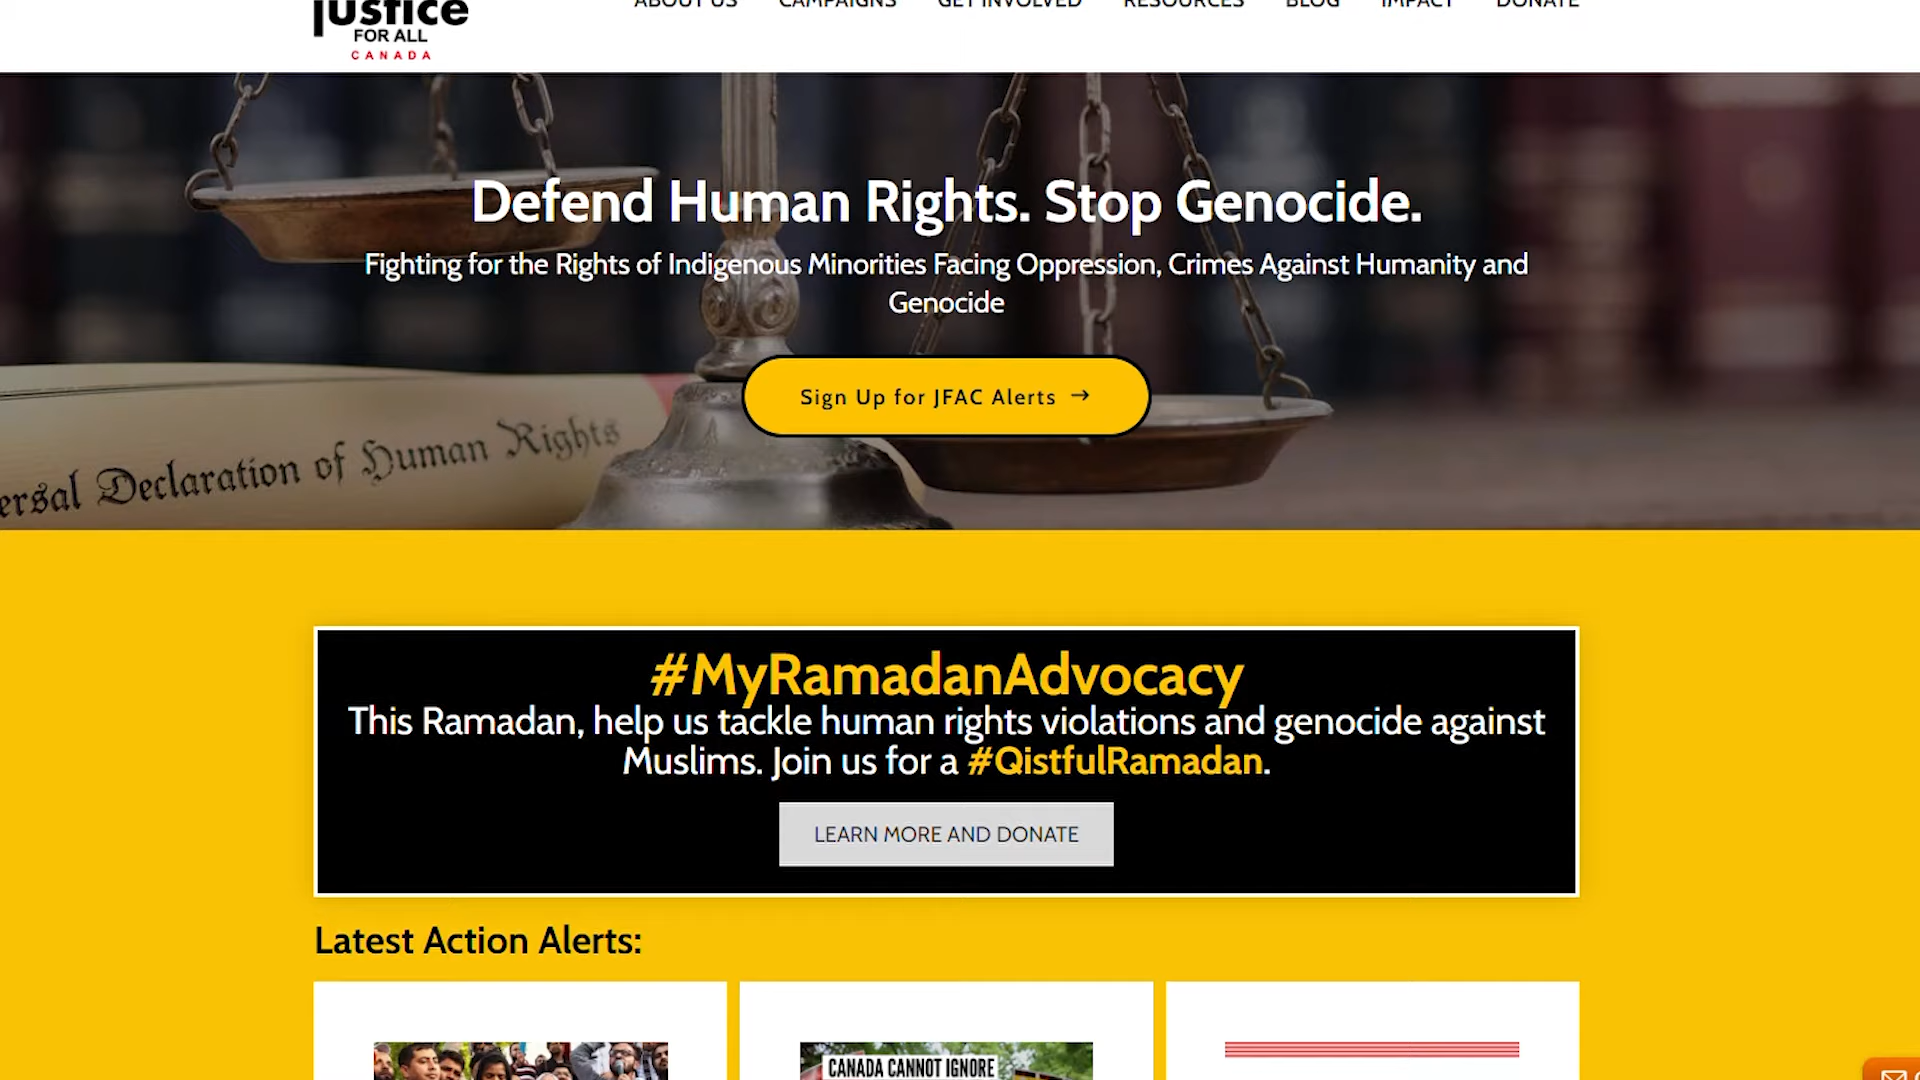 justice
FOR ALL
CANADA
ABOUT US CAMPAIGNS GET INVOLVED RESOURCES BLOG IMPACT DONATE
Defend Human Rights. Stop Genocide.
Fighting for the Rights of Indigenous Minorities Facing Oppression, Crimes Against Humanity and
Genocide
Sign Up for JFAC Alerts →
ersal Declaration of Human Rights
#MyRamadanAdvocacy
This Ramadan, help us tackle human rights violations and genocide against
Muslims. Join us for a #QistfulRamadan.
LEARN MORE AND DONATE
Latest Action Alerts:
CANADA CANNOT IGNORE